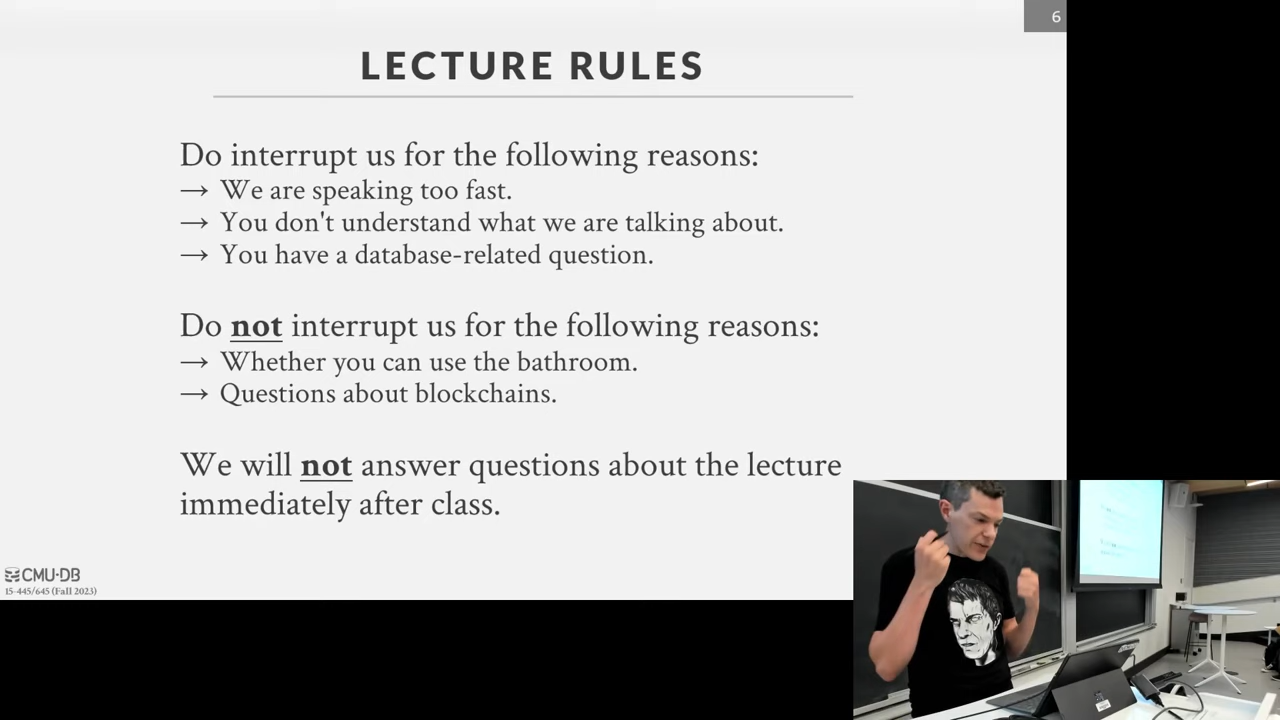 6
LECTURE RULES
Do interrupt us for the following reasons:
→ We are speaking too fast.
→ You don't understand what we are talking about.
→ You have a database-related question.
Do not interrupt us for the following reasons:
→ Whether you can use the bathroom.
→ Questions about blockchains.
We will not answer questions about the lecture
immediately after class.
CMU·DB
15-445/645 (Fall 2023)